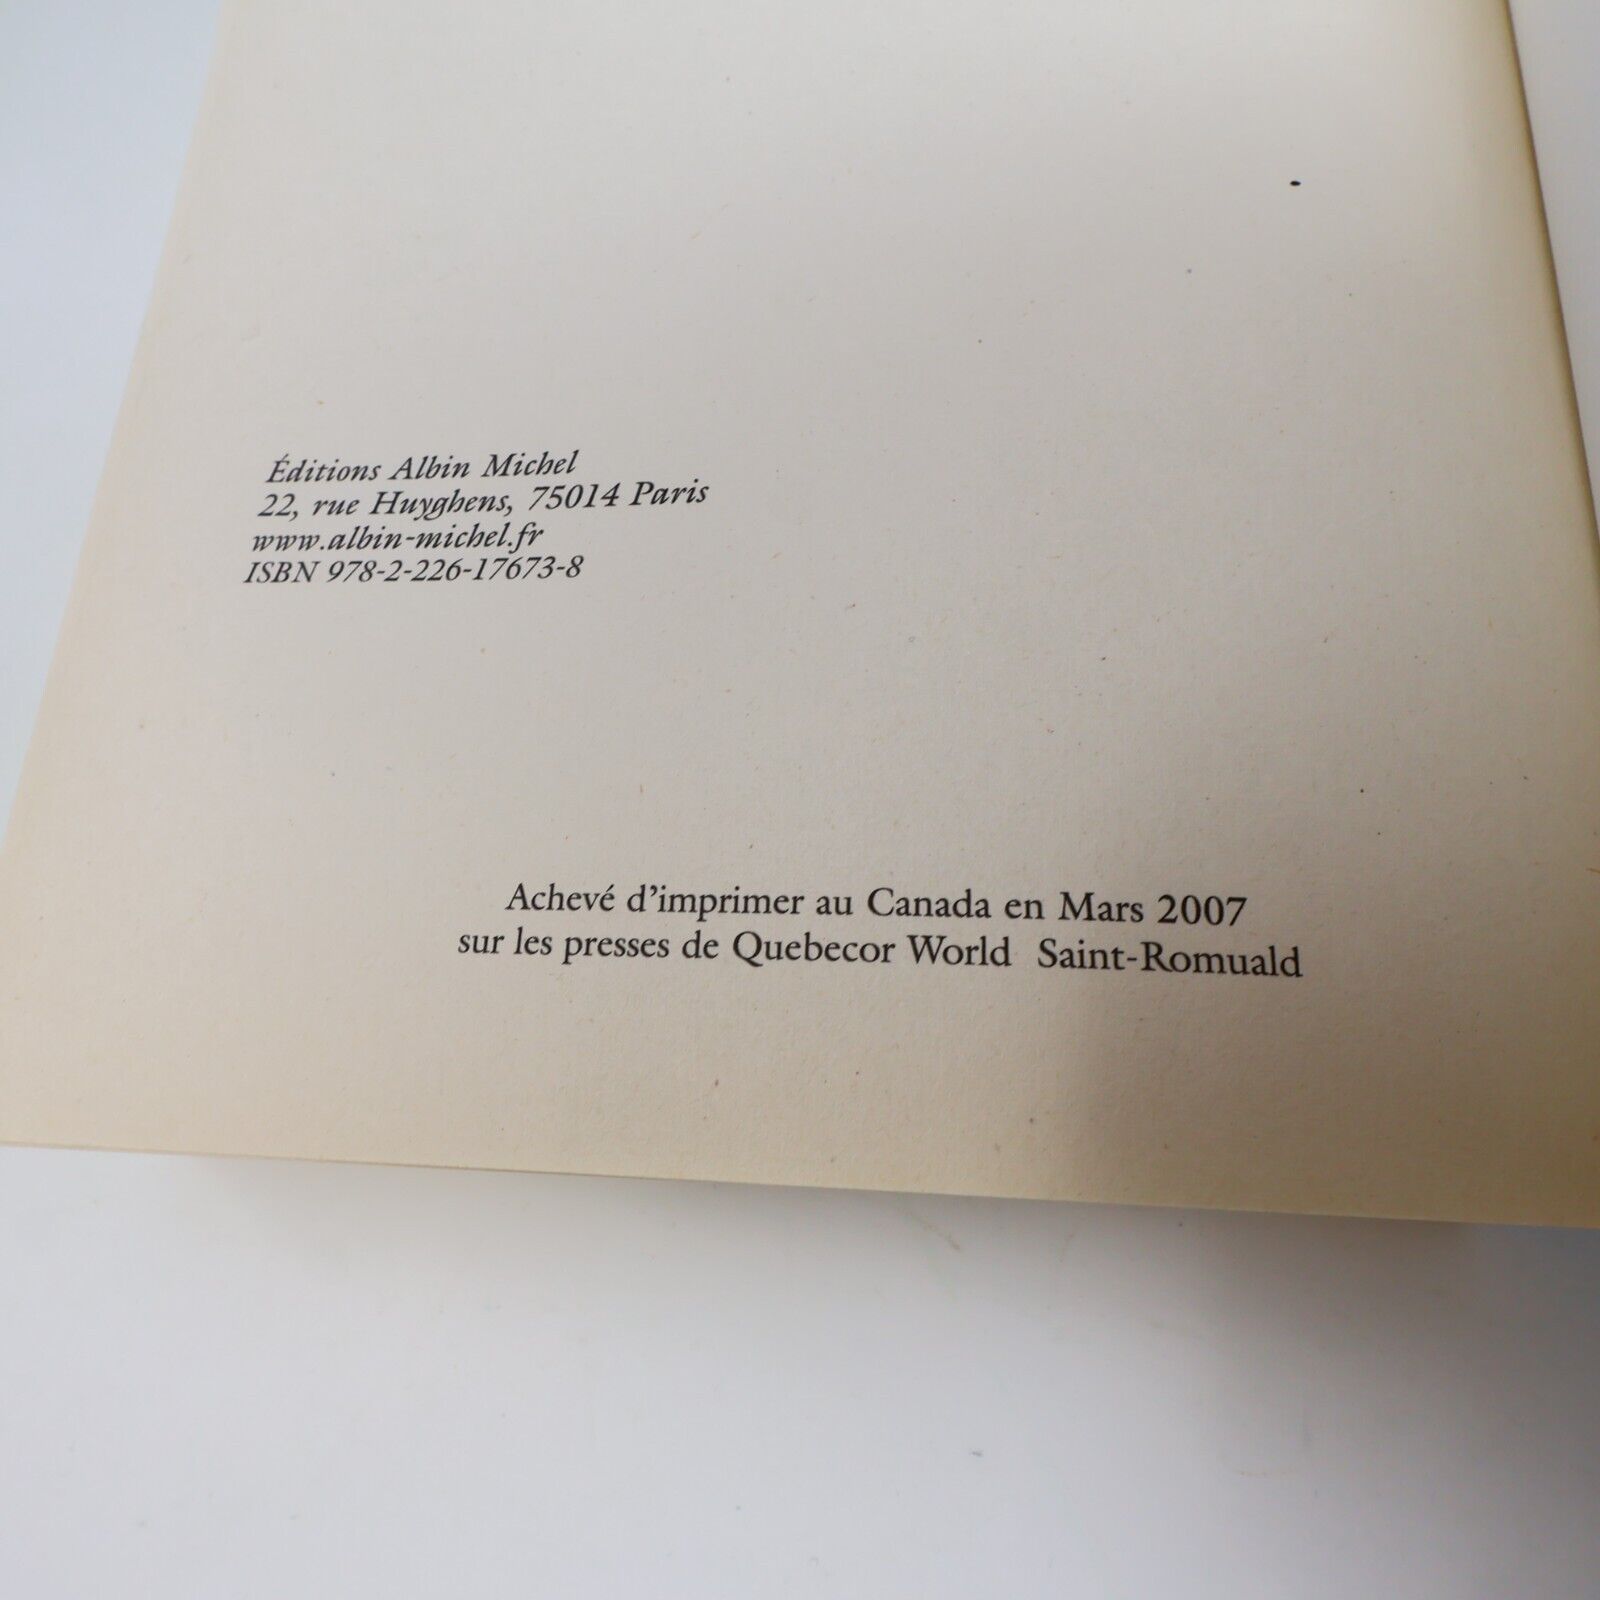 Éditions Albin Michel
22, rue Huyghens, 75014 Paris
www.albin-michel.fr
ISBN 978-2-226-17673-8
Achevé d'imprimer au Canada en Mars 2007
sur les presses de Quebecor World Saint-Romuald